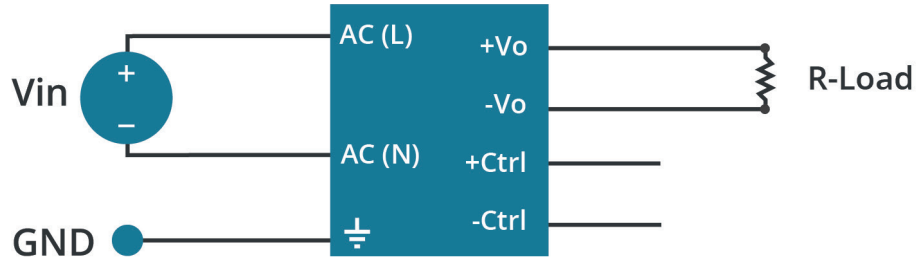 Vin
+
−
GND
AC (L)
AC (N)
+Vo
-Vo
+Ctrl
-Ctrl
R-Load